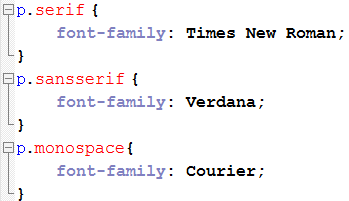 p.serif {
font-family: Times New Roman;
}
p.sansserif {
font-family: Verdana;
}
p.monospace{
font-family: Courier;
}